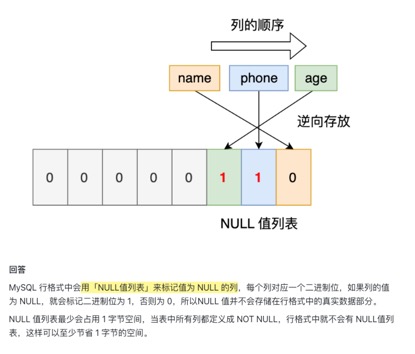 列的顺序
name phone age
逆向存放
0 0 0 0 0 1 1 0
NULL 值列表
回答
MySQL 行格式中会用「NULL值列表」来标记值为 NULL 的列，每个列对应一个二进制位，如果列的值
为 NULL，就会标记二进制位为 1，否则为 0，所以NULL 值并不会存储在行格式中的真实数据部分。
NULL 值列表最少会占用 1 字节空间，当表中所有列都定义成 NOT NULL，行格式中就不会有 NULL值列
表，这样可以至少节省 1 字节的空间。